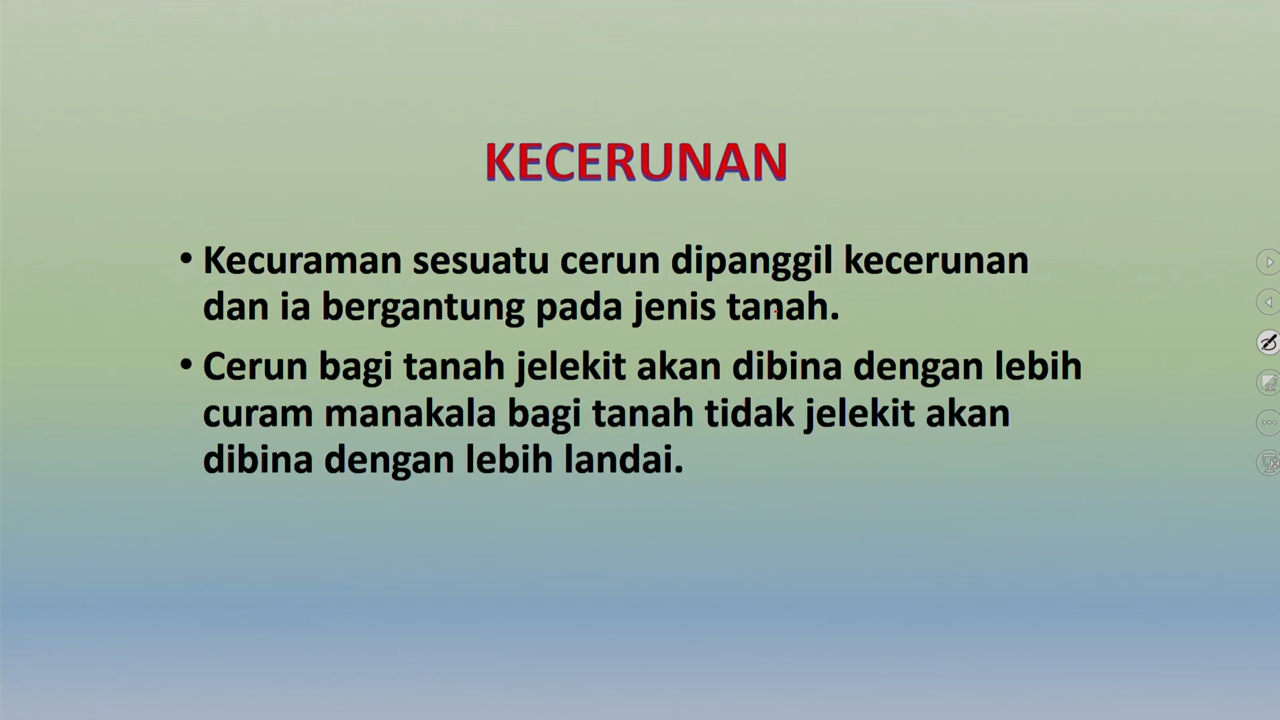 KECERUNAN
• Kecuraman sesuatu cerun dipanggil kecerunan
dan ia bergantung pada jenis tanah.
• Cerun bagi tanah jelekit akan dibina dengan lebih
curam manakala bagi tanah tidak jelekit akan
dibina dengan lebih landai.